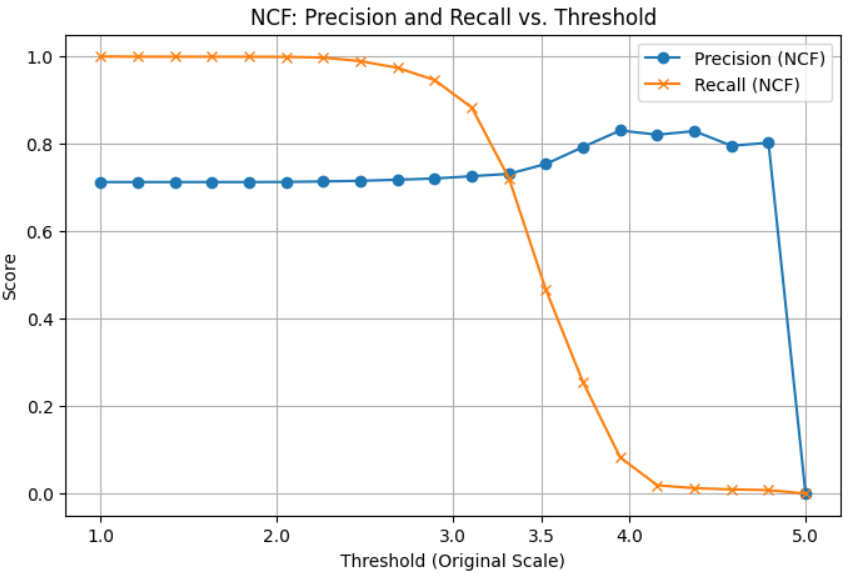 NCF: Precision and Recall vs. Threshold
Precision (NCF)
Recall (NCF)
Score
1.0
0.8
0.6
0.4
0.2
0.0
1.0 2.0 3.0 3.5 4.0 5.0
Threshold (Original Scale)